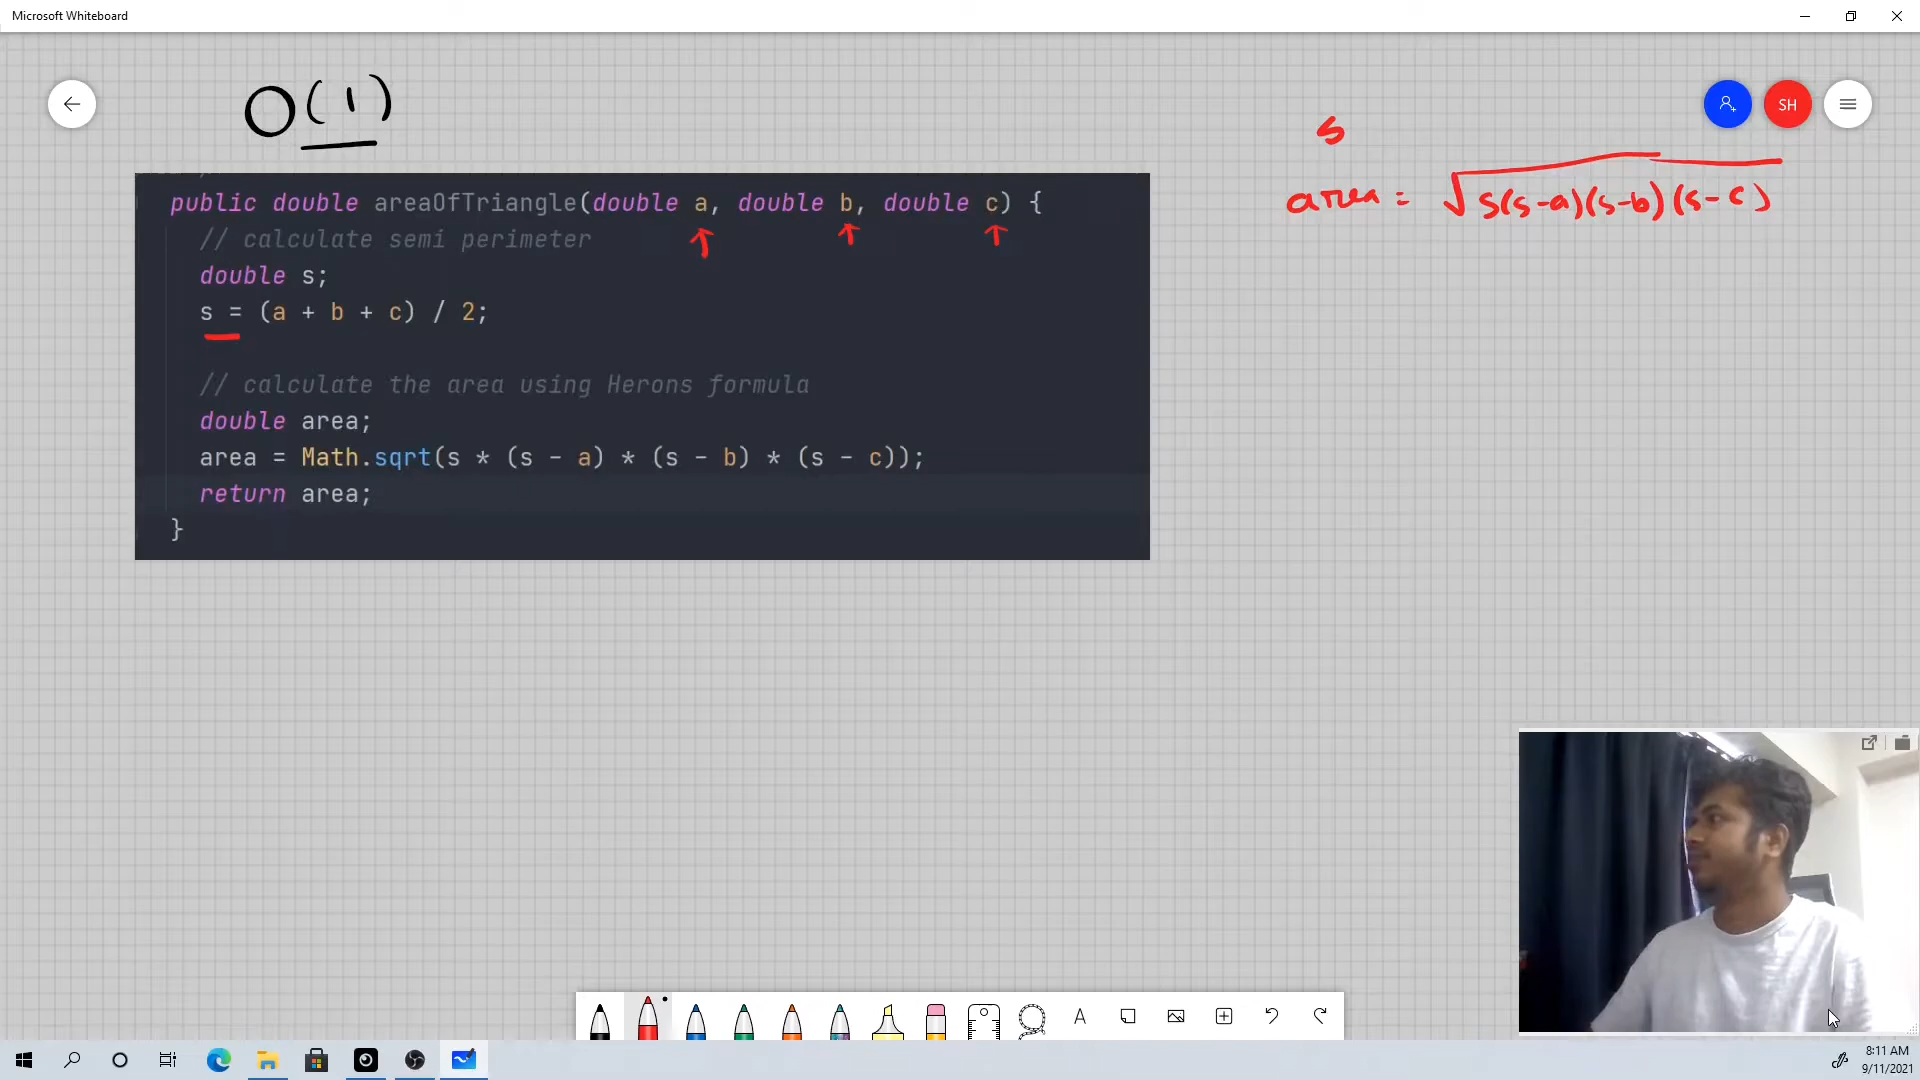 Microsoft Whiteboard
O(1)
SH
s
area = √s(s-a)(s-b)(s-c)
public double areaOfTriangle(double a, double b, double c) {
// calculate semi perimeter
double s;
s = (a + b + c) / 2;
// calculate the area using Herons formula
double area;
area = Math.sqrt(s * (s - a) * (s - b) * (s - c));
return area;
}
A
8:11 AM
9/11/2021